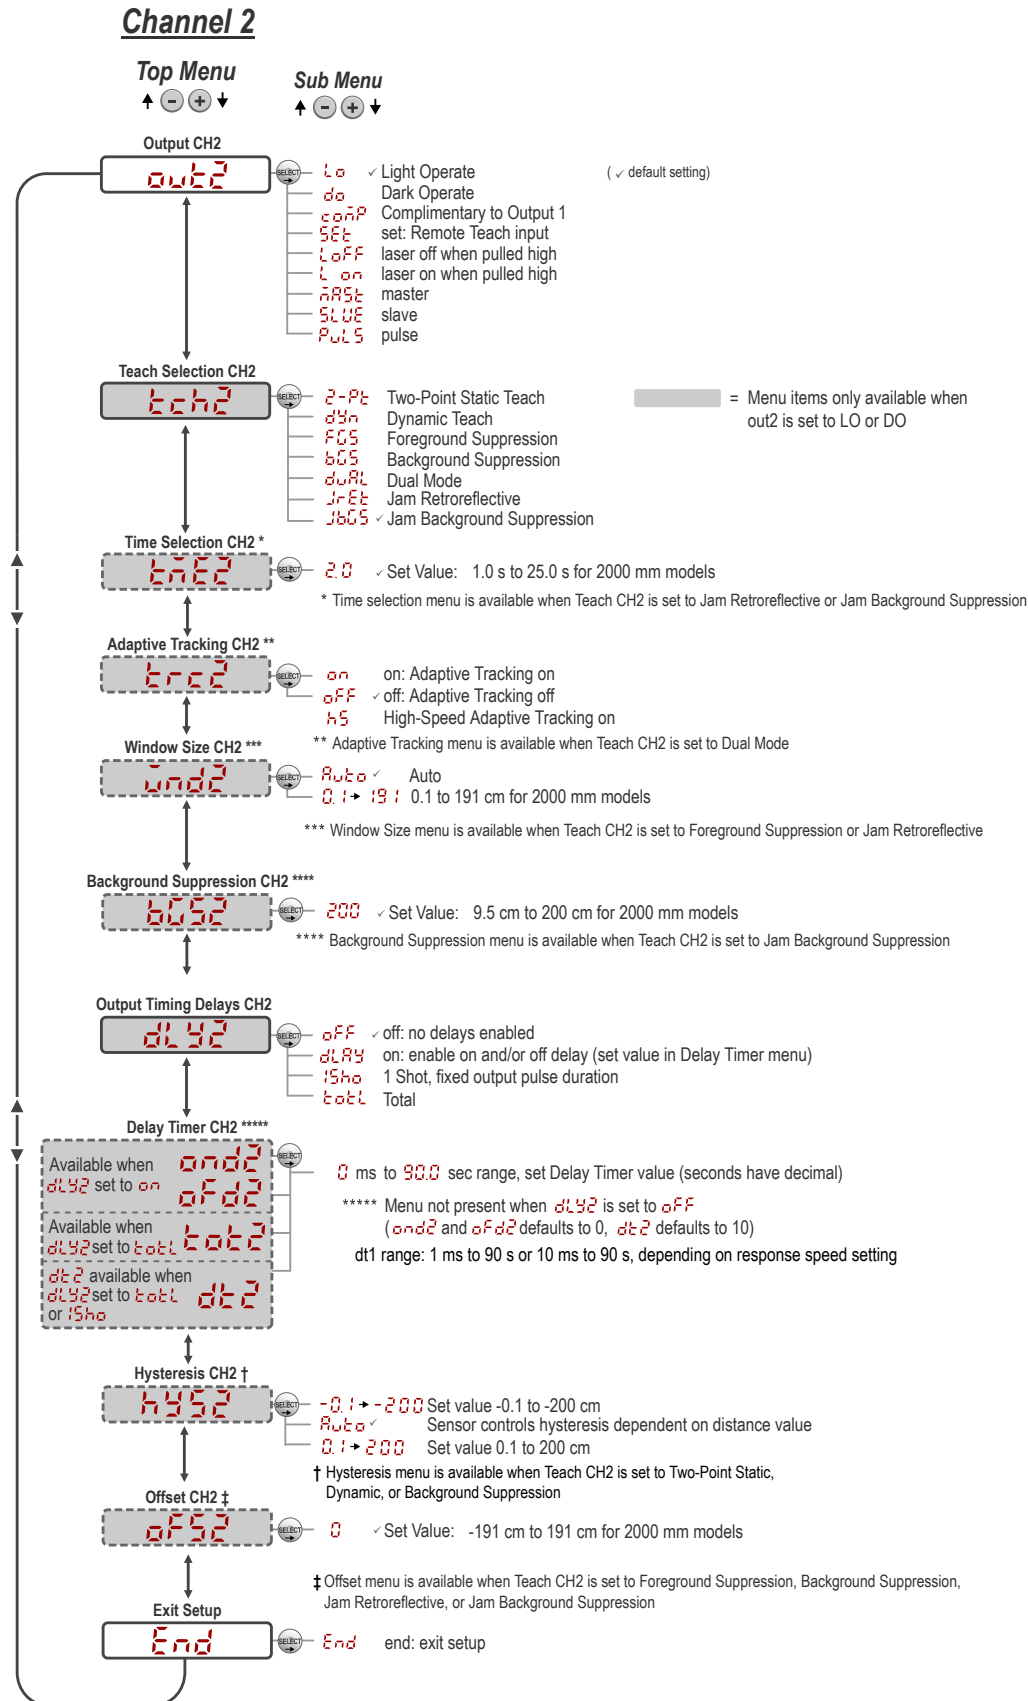 Channel 2
Top Menu
Sub Menu
Output CH2
out2
SELECT
Lo ✓ Light Operate
( ✓ default setting)
do Dark Operate
comP Complimentary to Output 1
SEt set: Remote Teach input
LoFF laser off when pulled high
L on laser on when pulled high
mASt master
SLVE slave
PuLS pulse
Teach Selection CH2
tch2
SELECT
2-Pt Two-Point Static Teach
= Menu items only available when
out2 is set to LO or DO
dYn Dynamic Teach
FGS Foreground Suppression
bGS Background Suppression
duAL Dual Mode
JrEt Jam Retroreflective
JbGS ✓ Jam Background Suppression
Time Selection CH2 *
tmE2
SELECT
2.0 ✓ Set Value: 1.0 s to 25.0 s for 2000 mm models
* Time selection menu is available when Teach CH2 is set to Jam Retroreflective or Jam Background Suppression
Adaptive Tracking CH2 **
trc2
SELECT
on on: Adaptive Tracking on
oFF ✓ off: Adaptive Tracking off
hS High-Speed Adaptive Tracking on
** Adaptive Tracking menu is available when Teach CH2 is set to Dual Mode
Window Size CH2 ***
wnd2
SELECT
Auto ✓ Auto
0.1 → 191 0.1 to 191 cm for 2000 mm models
*** Window Size menu is available when Teach CH2 is set to Foreground Suppression or Jam Retroreflective
Background Suppression CH2 ****
bGS2
SELECT
200 ✓ Set Value: 9.5 cm to 200 cm for 2000 mm models
**** Background Suppression menu is available when Teach CH2 is set to Jam Background Suppression
Output Timing Delays CH2
dLY2
SELECT
oFF ✓ off: no delays enabled
dLAY on: enable on and/or off delay (set value in Delay Timer menu)
1Sho 1 Shot, fixed output pulse duration
totL Total
Delay Timer CH2 *****
SELECT
Available when
dLY2 set to on
ond2
oFd2
0 ms to 90.0 sec range, set Delay Timer value (seconds have decimal)
***** Menu not present when dLY2 is set to oFF
( ond2 and oFd2 defaults to 0, dt2 defaults to 10)
Available when
dLY2 set to totL
tot2
dt1 range: 1 ms to 90 s or 10 ms to 90 s, depending on response speed setting
dt2 available when
dLY2 set to totL
or 1Sho
dt2
Hysteresis CH2 †
hYS2
SELECT
-0.1 → -200 Set value -0.1 to -200 cm
Auto ✓ Sensor controls hysteresis dependent on distance value
0.1 → 200 Set value 0.1 to 200 cm
† Hysteresis menu is available when Teach CH2 is set to Two-Point Static,
Dynamic, or Background Suppression
Offset CH2 ‡
oFS2
SELECT
0 ✓ Set Value: -191 cm to 191 cm for 2000 mm models
‡ Offset menu is available when Teach CH2 is set to Foreground Suppression, Background Suppression,
Jam Retroreflective, or Jam Background Suppression
Exit Setup
End
SELECT
End end: exit setup